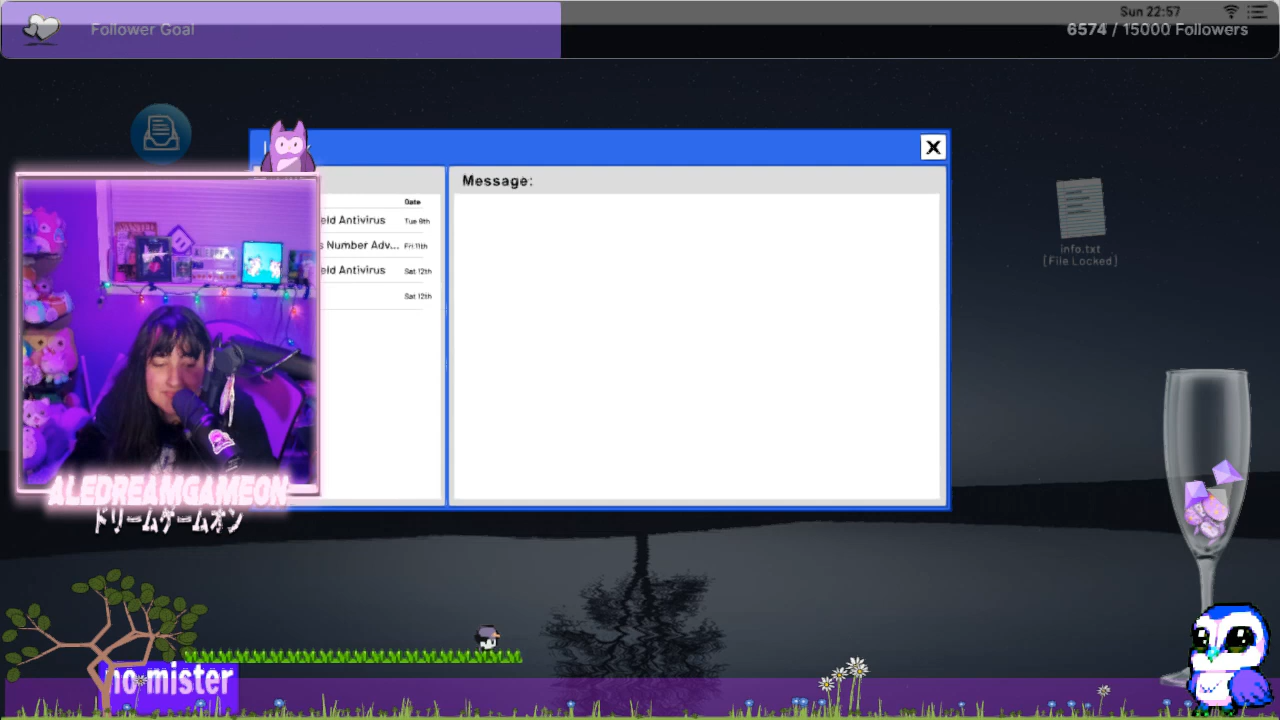 Sun 22:57
Follower Goal
6574 / 15000 Followers
Message:
Date
eld Antivirus Tue 8th
s Number Adv... Fri 11th
eld Antivirus Sat 12th
Sat 12th
info.txt
[File Locked]
ALEDREAMGAMEON
ドリームゲームオン
no mister